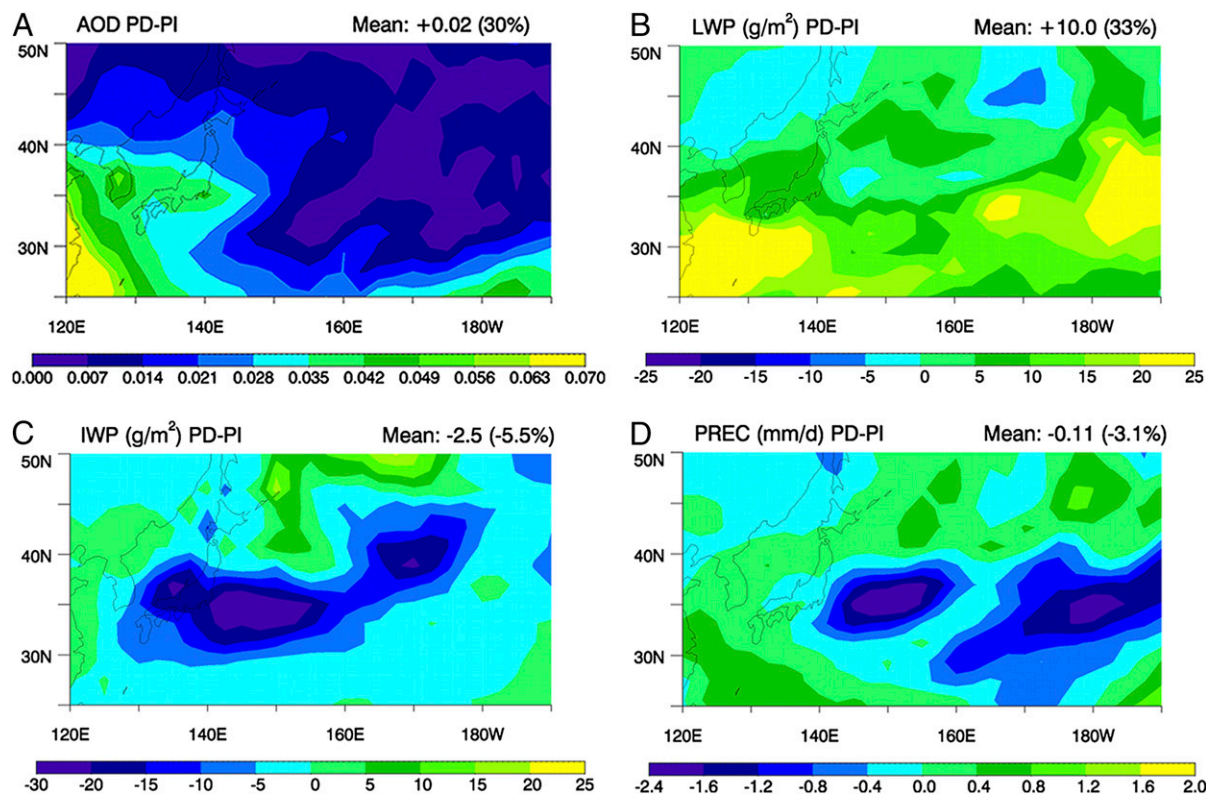 A AOD PD-PI Mean: +0.02 (30%)
50N
40N
30N
120E 140E 160E 180W
0.000 0.007 0.014 0.021 0.028 0.035 0.042 0.049 0.056 0.063 0.070
B LWP (g/m²) PD-PI Mean: +10.0 (33%)
50N
40N
30N
120E 140E 160E 180W
-25 -20 -15 -10 -5 0 5 10 15 20 25
C IWP (g/m²) PD-PI Mean: -2.5 (-5.5%)
50N
40N
30N
120E 140E 160E 180W
-30 -20 -15 -10 -5 0 5 10 15 20 25
D PREC (mm/d) PD-PI Mean: -0.11 (-3.1%)
50N
40N
30N
120E 140E 160E 180W
-2.4 -1.6 -1.2 -0.8 -0.4 0.0 0.4 0.8 1.2 1.6 2.0